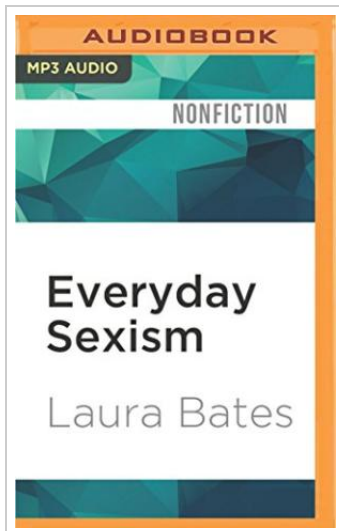 AUDIOBOOK
MP3 AUDIO
NONFICTION
Everyday
Sexism
Laura Bates